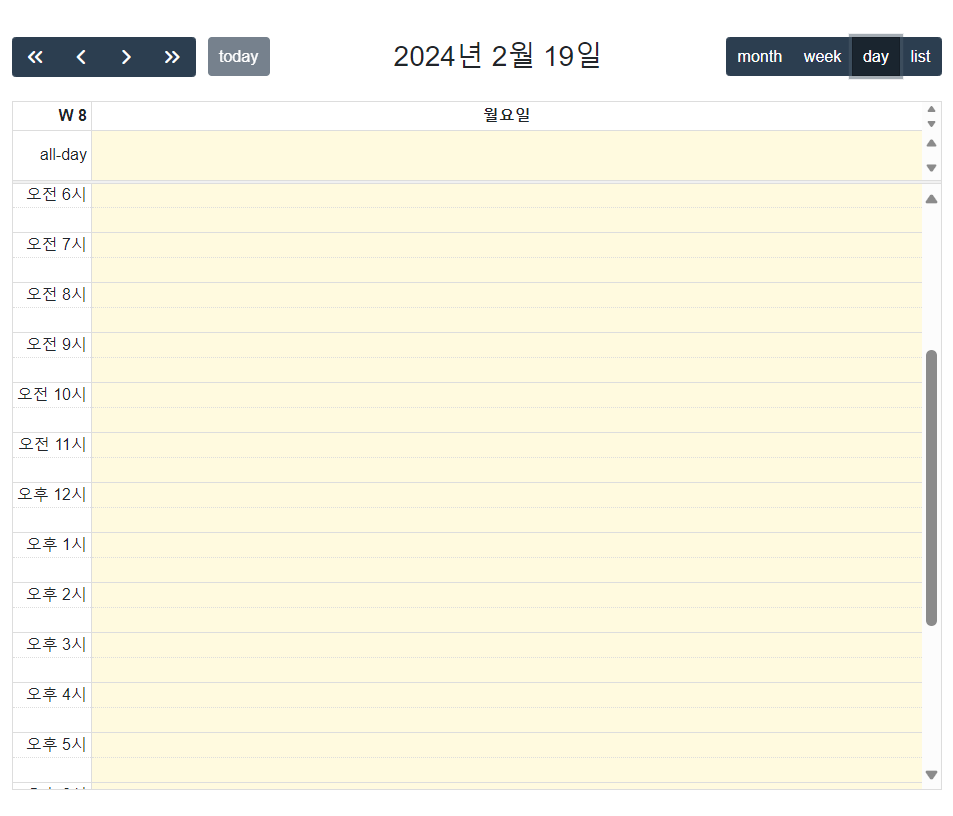 today
2024년 2월 19일
month week day list
W 8 월요일
all-day
오전 6시
오전 7시
오전 8시
오전 9시
오전 10시
오전 11시
오후 12시
오후 1시
오후 2시
오후 3시
오후 4시
오후 5시